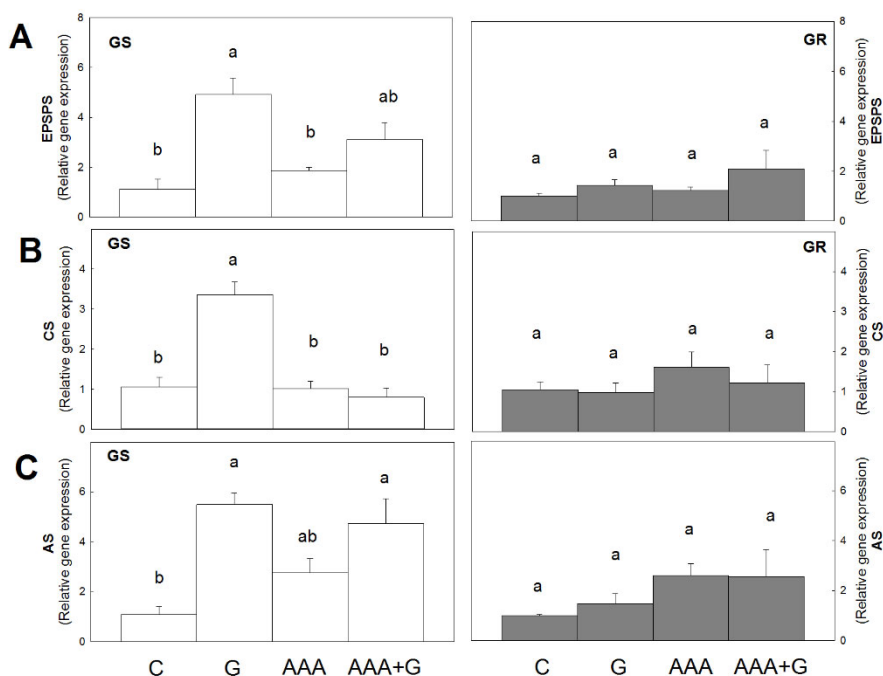 A
EPSPS
(Relative gene expression)
8
6
4
2
0
GS
b
a
b
ab
GR
a
a
a
a
8
6
4
2
0
EPSPS
(Relative gene expression)
B
CS
(Relative gene expression)
4
3
2
1
0
GS
b
a
b
b
GR
a
a
a
a
4
3
2
1
0
CS
(Relative gene expression)
C
AS
(Relative gene expression)
6
4
2
0
GS
b
a
ab
a
a
a
a
a
6
4
2
0
AS
(Relative gene expression)
C G AAA AAA+G
C G AAA AAA+G